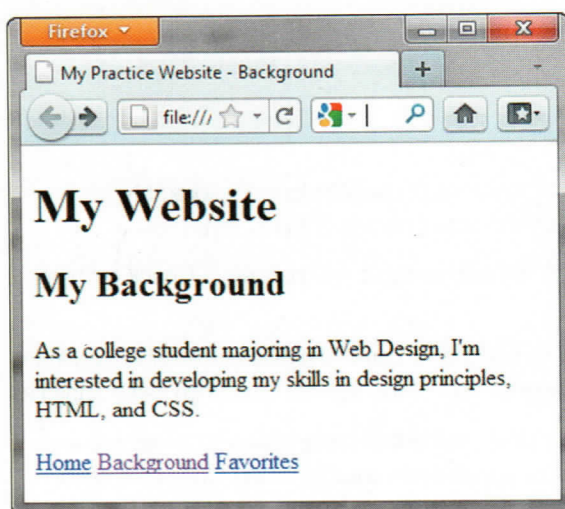 Firefox
My Practice Website - Background
file:///
My Website
My Background
As a college student majoring in Web Design, I'm
interested in developing my skills in design principles,
HTML, and CSS.
Home Background Favorites